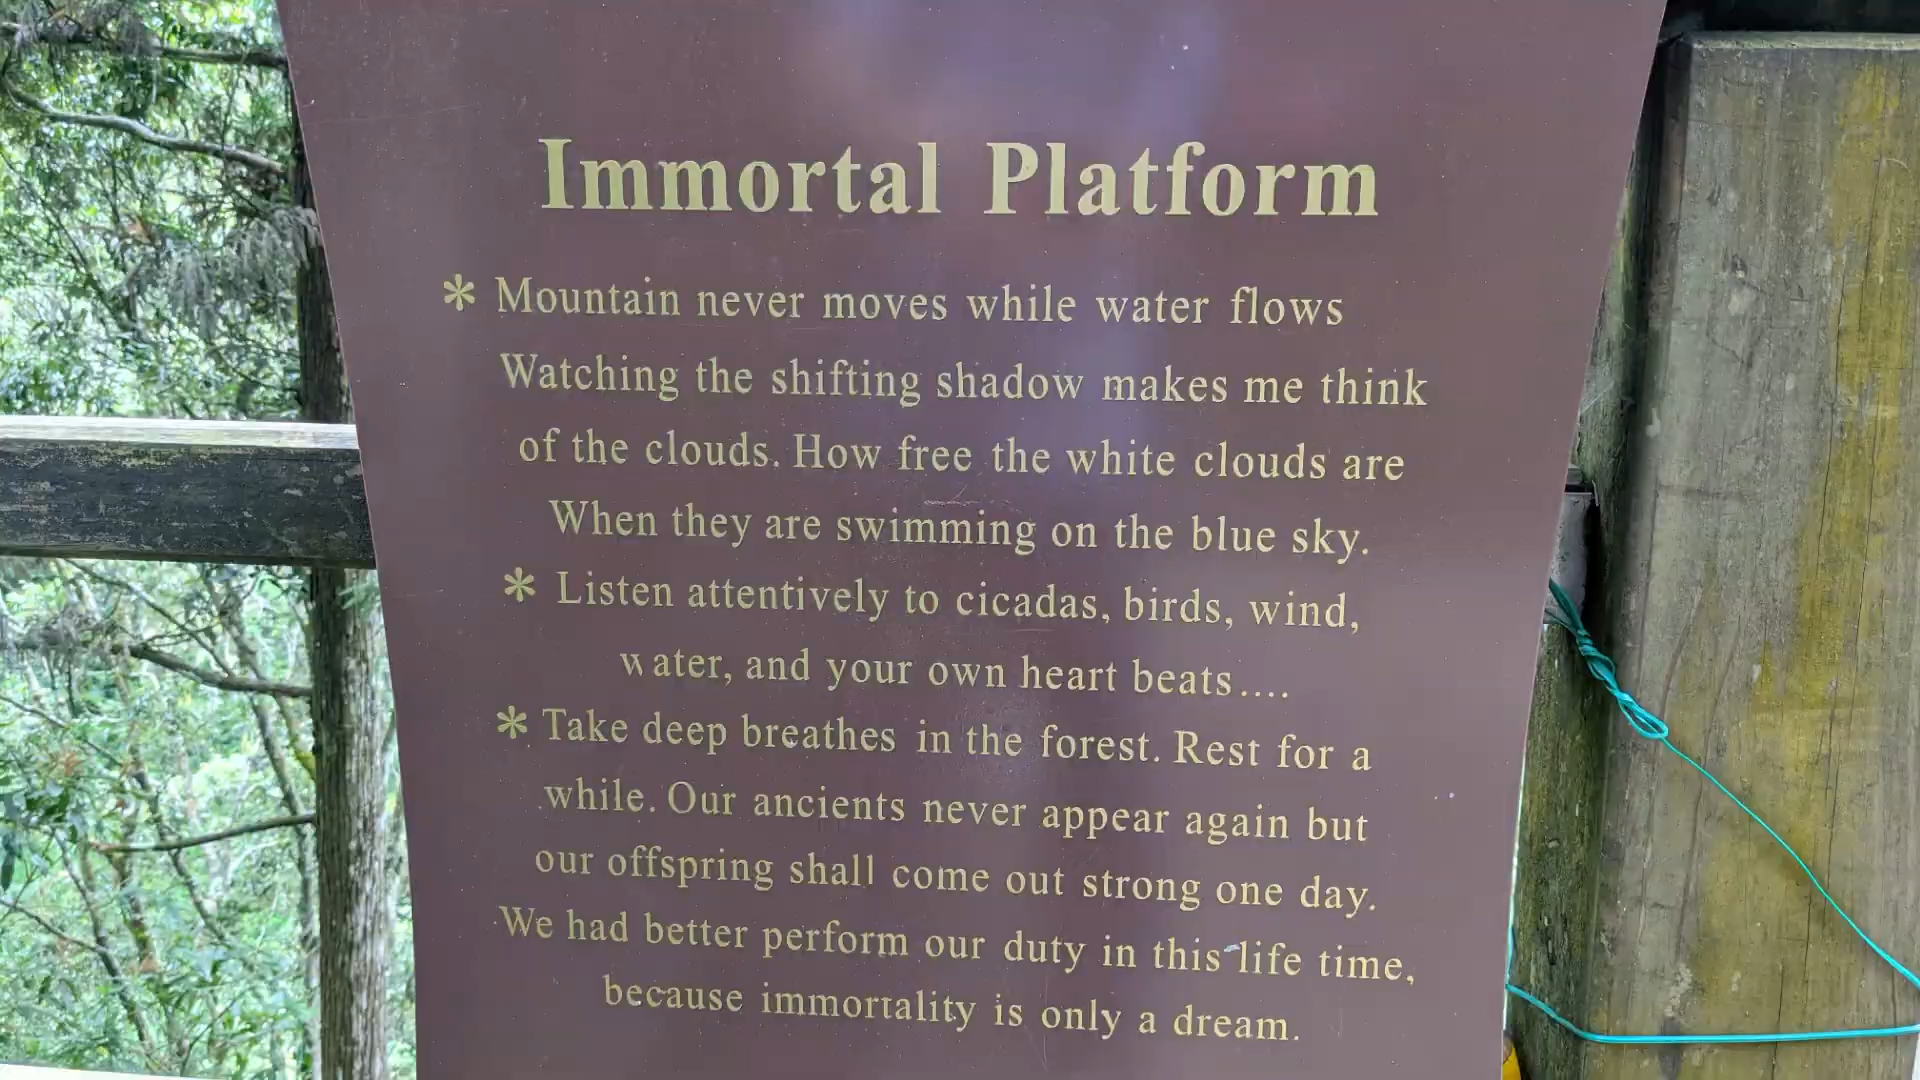 Immortal Platform
* Mountain never moves while water flows
Watching the shifting shadow makes me think
of the clouds. How free the white clouds are
When they are swimming on the blue sky.
* Listen attentively to cicadas, birds, wind,
water, and your own heart beats....
* Take deep breathes in the forest. Rest for a
while. Our ancients never appear again but
our offspring shall come out strong one day.
We had better perform our duty in this life time,
because immortality is only a dream.